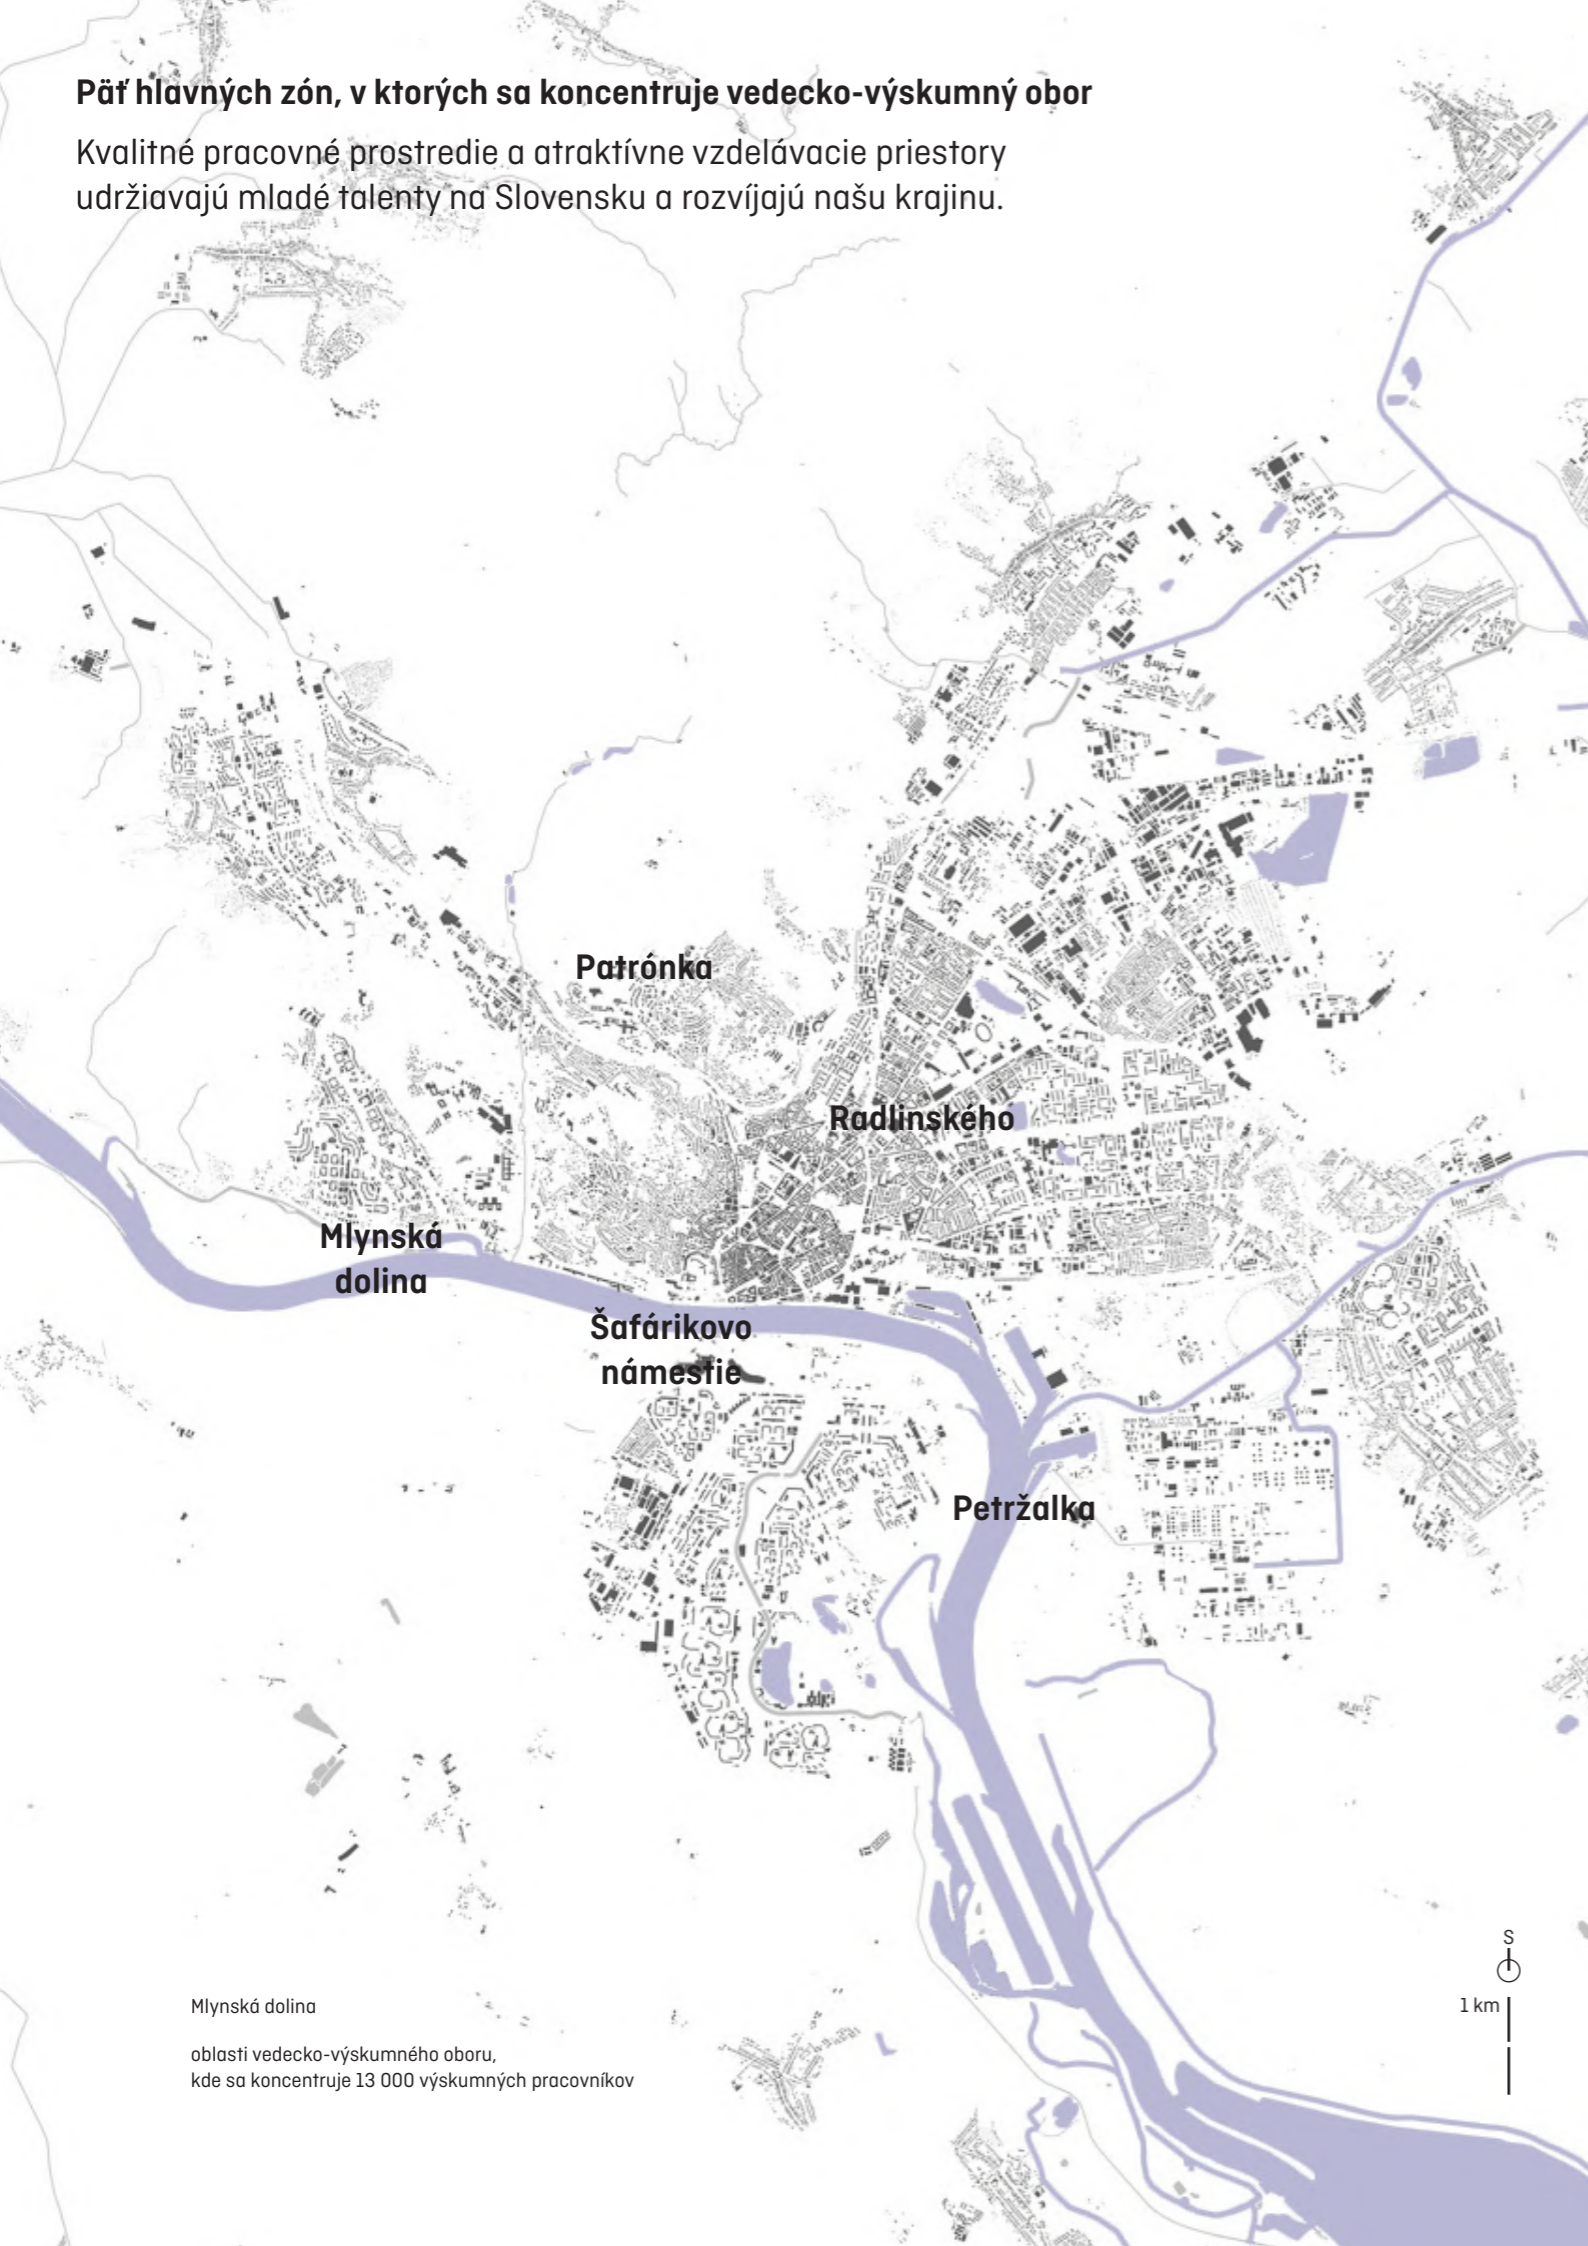 Päť hlavných zón, v ktorých sa koncentruje vedecko-výskumný obor
Kvalitné pracovné prostredie a atraktívne vzdelávacie priestory
udržiavajú mladé talenty na Slovensku a rozvíjajú našu krajinu.
Patrónka
Radlinského
Mlynská
dolina
Šafárikovo
námestie
Petržalka
S
1 km
Mlynská dolina
oblasti vedecko-výskumného oboru,
kde sa koncentruje 13 000 výskumných pracovníkov